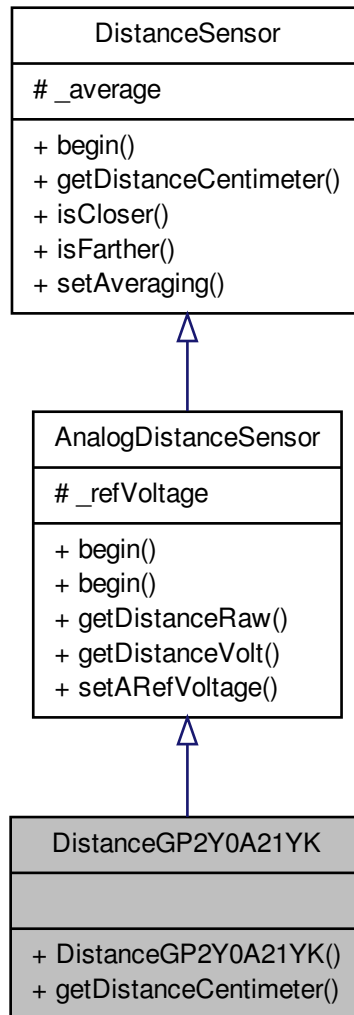 DistanceSensor
# _average
+ begin()
+ getDistanceCentimeter()
+ isCloser()
+ isFarther()
+ setAveraging()
AnalogDistanceSensor
# _refVoltage
+ begin()
+ begin()
+ getDistanceRaw()
+ getDistanceVolt()
+ setARefVoltage()
DistanceGP2Y0A21YK
+ DistanceGP2Y0A21YK()
+ getDistanceCentimeter()